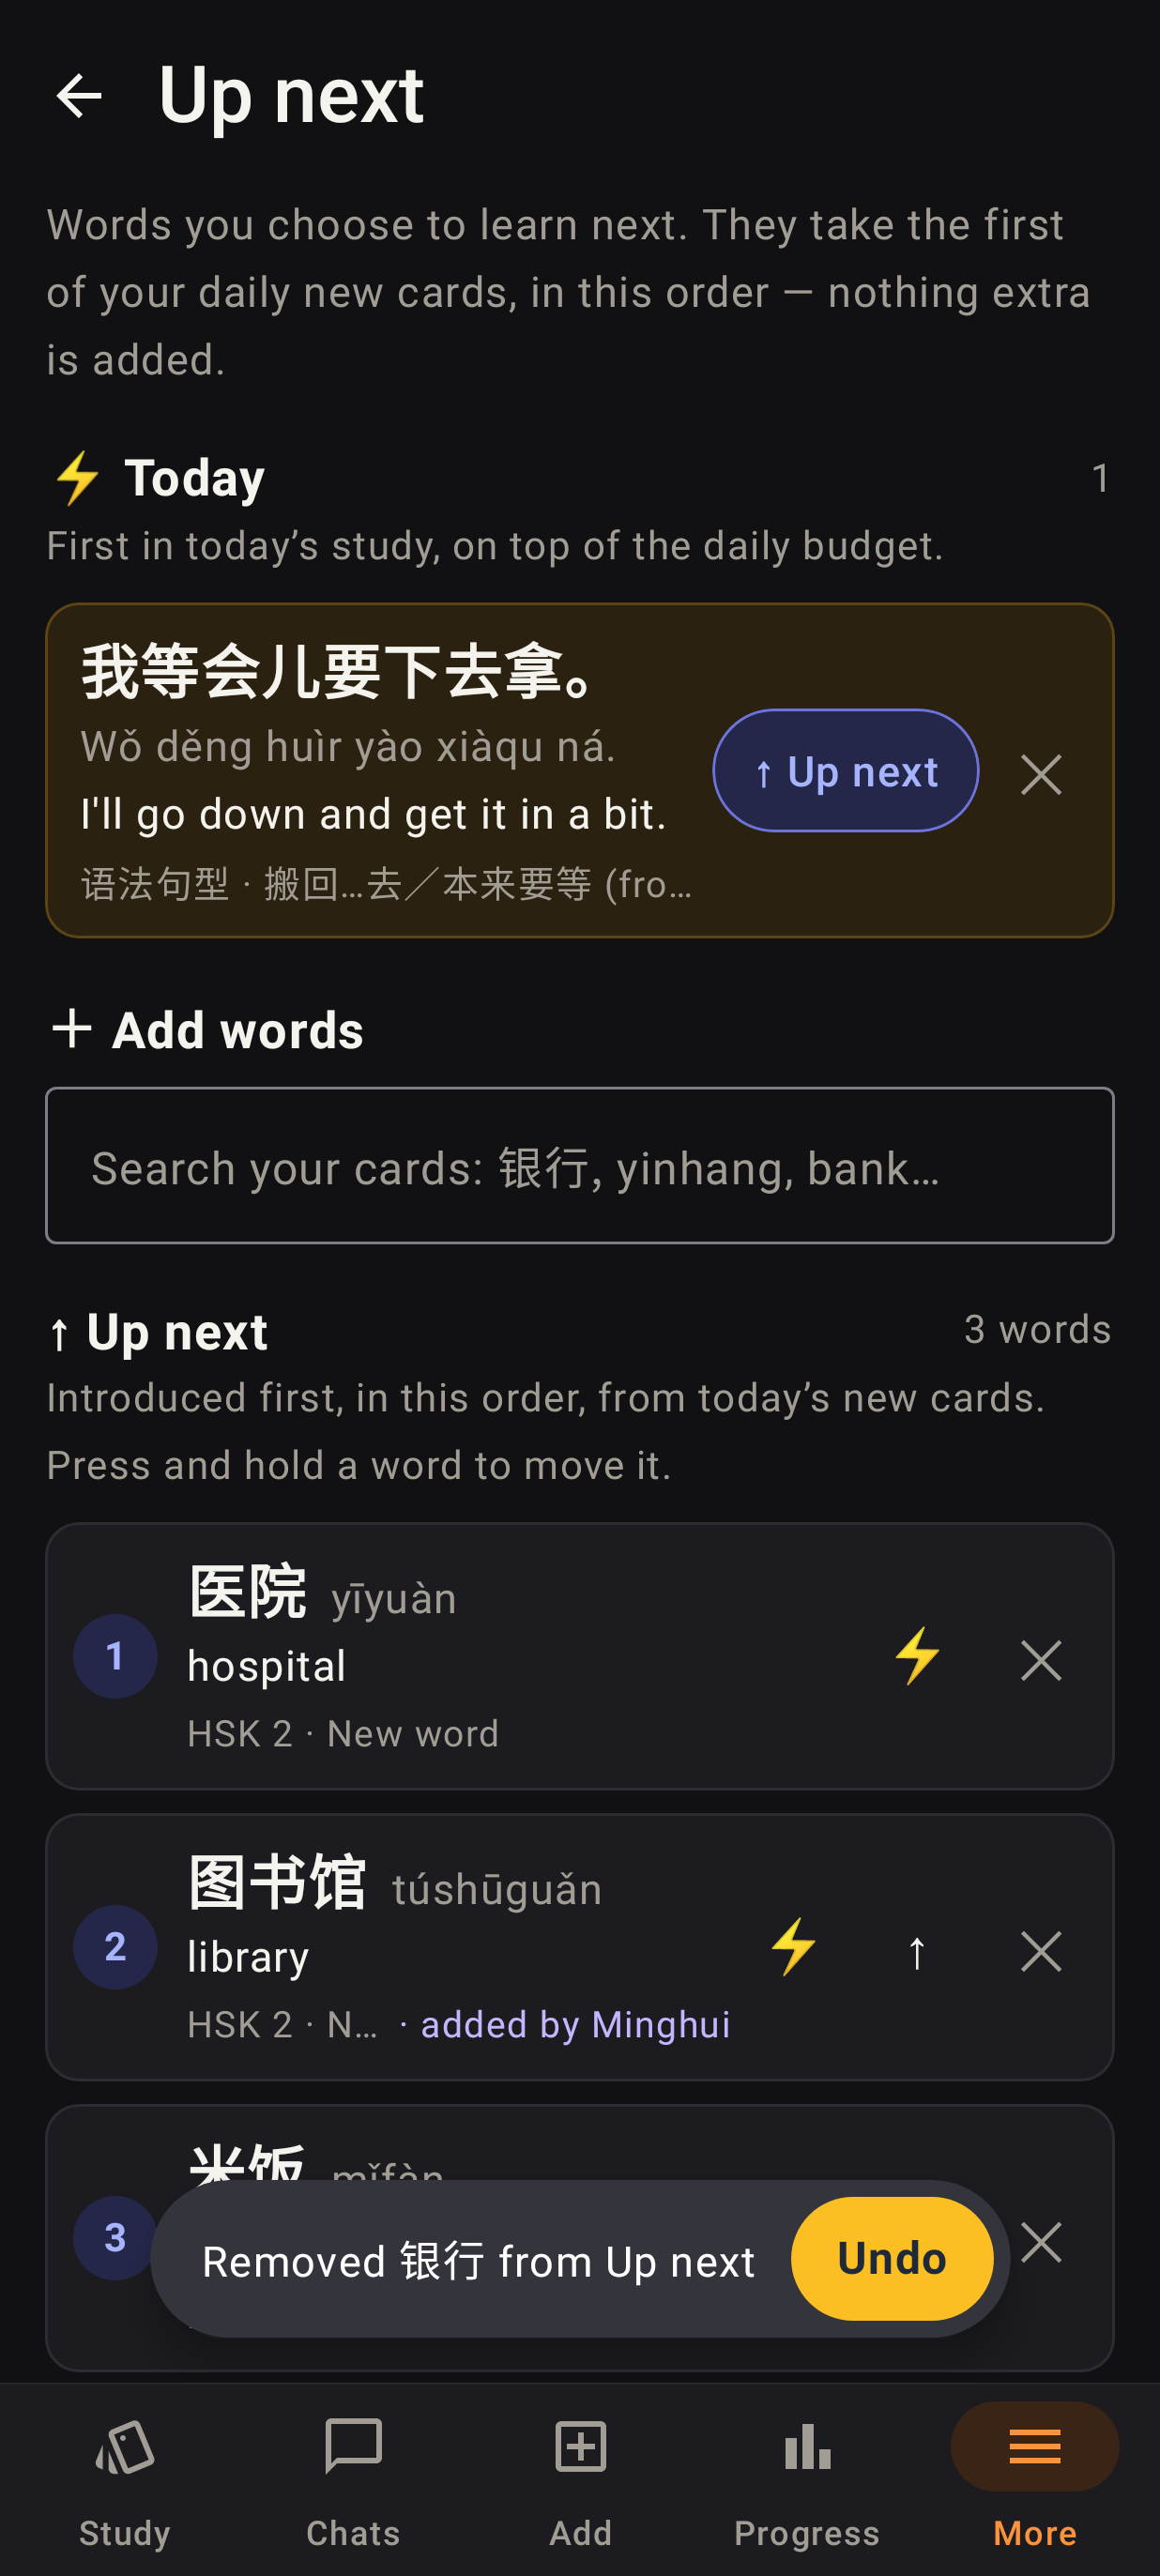 Up next
Words you choose to learn next. They take the first
of your daily new cards, in this order — nothing extra
is added.
⚡ Today 1
First in today’s study, on top of the daily budget.
我等会儿要下去拿。
Wǒ děng huìr yào xiàqu ná.
I'll go down and get it in a bit.
语法句型 · 搬回…去／本来要等 (fro…
↑ Up next
+ Add words
Search your cards: 银行, yinhang, bank…
↑ Up next 3 words
Introduced first, in this order, from today’s new cards.
Press and hold a word to move it.
1
医院 yīyuàn
hospital
HSK 2 · New word
2
图书馆 túshūguǎn
library
HSK 2 · N… · added by Minghui
3
米饭 mǐfàn
Removed 银行 from Up next Undo
Study Chats Add Progress More